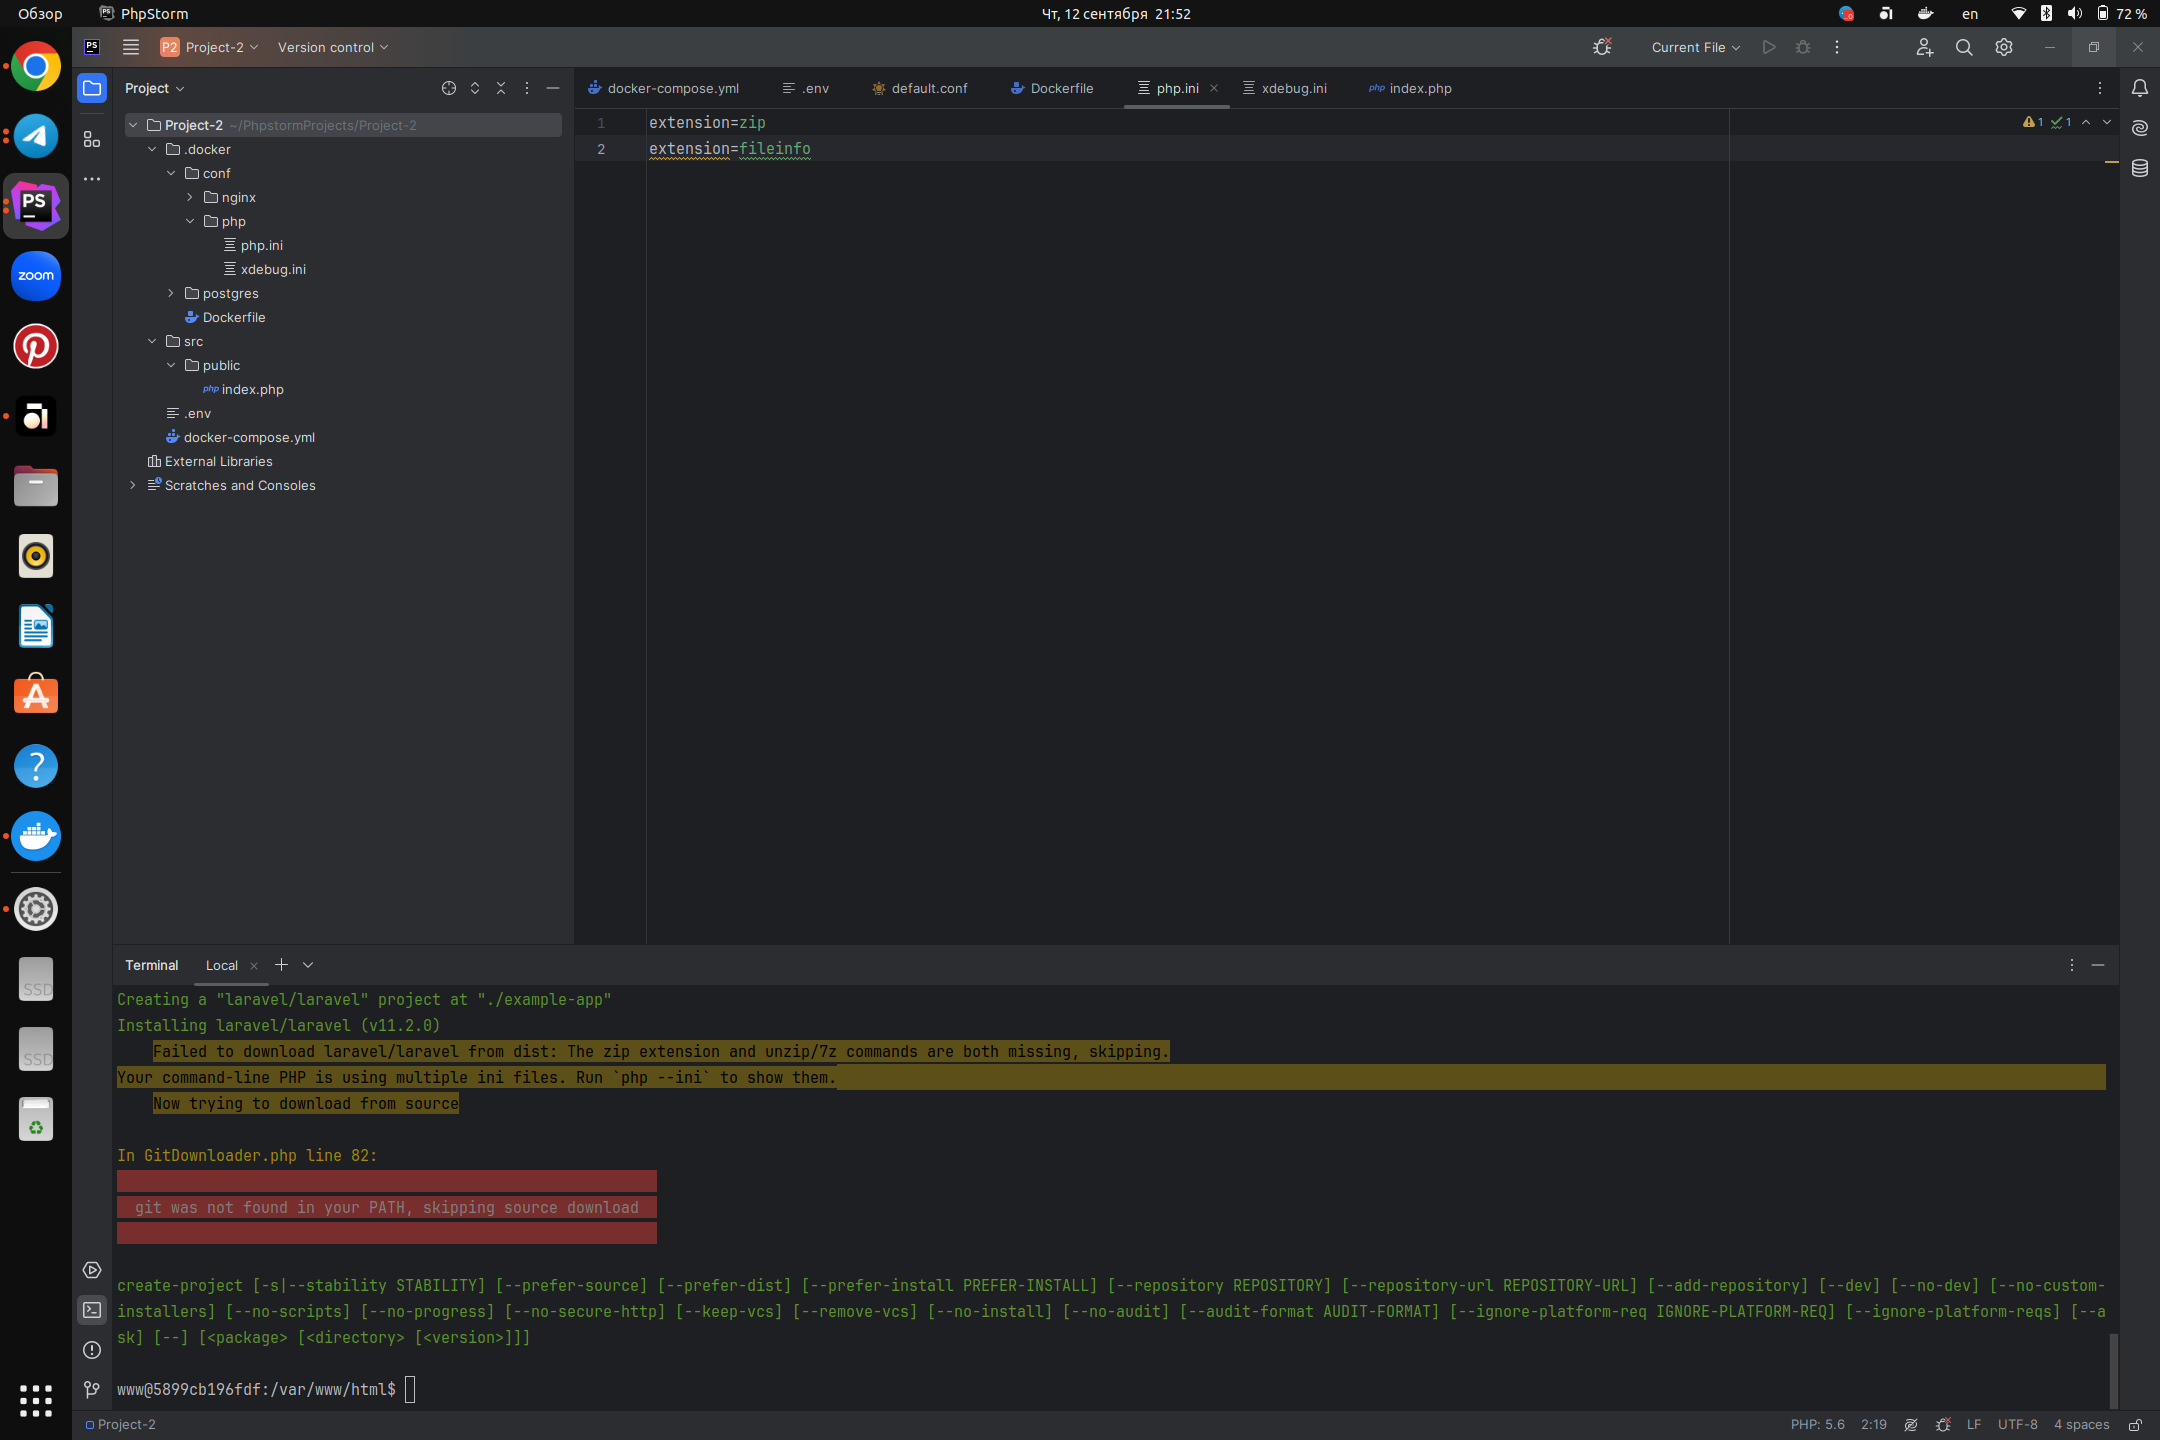 Обзор
PhpStorm
Чт, 12 сентября 21:52
en
72 %
PS
P2 Project-2
Version control
Current File
Project
docker-compose.yml
.env
default.conf
Dockerfile
php.ini
xdebug.ini
php index.php
Project-2 ~/PhpstormProjects/Project-2
.docker
conf
nginx
php
php.ini
xdebug.ini
postgres
Dockerfile
src
public
php index.php
.env
docker-compose.yml
External Libraries
Scratches and Consoles
1 extension=zip
2 extension=fileinfo
1 1
PS
zoom
SSD
SSD
Terminal
Local
Creating a "laravel/laravel" project at "./example-app"
Installing laravel/laravel (v11.2.0)
Failed to download laravel/laravel from dist: The zip extension and unzip/7z commands are both missing, skipping.
Your command-line PHP is using multiple ini files. Run `php --ini` to show them.
Now trying to download from source
In GitDownloader.php line 82:
git was not found in your PATH, skipping source download
create-project [-s|--stability STABILITY] [--prefer-source] [--prefer-dist] [--prefer-install PREFER-INSTALL] [--repository REPOSITORY] [--repository-url REPOSITORY-URL] [--add-repository] [--dev] [--no-dev] [--no-custom-
installers] [--no-scripts] [--no-progress] [--no-secure-http] [--keep-vcs] [--remove-vcs] [--no-install] [--no-audit] [--audit-format AUDIT-FORMAT] [--ignore-platform-req IGNORE-PLATFORM-REQ] [--ignore-platform-reqs] [--a
sk] [--] [<package> [<directory> [<version>]]]
www@5899cb196fdf:/var/www/html$
Project-2
PHP: 5.6
2:19
LF
UTF-8
4 spaces